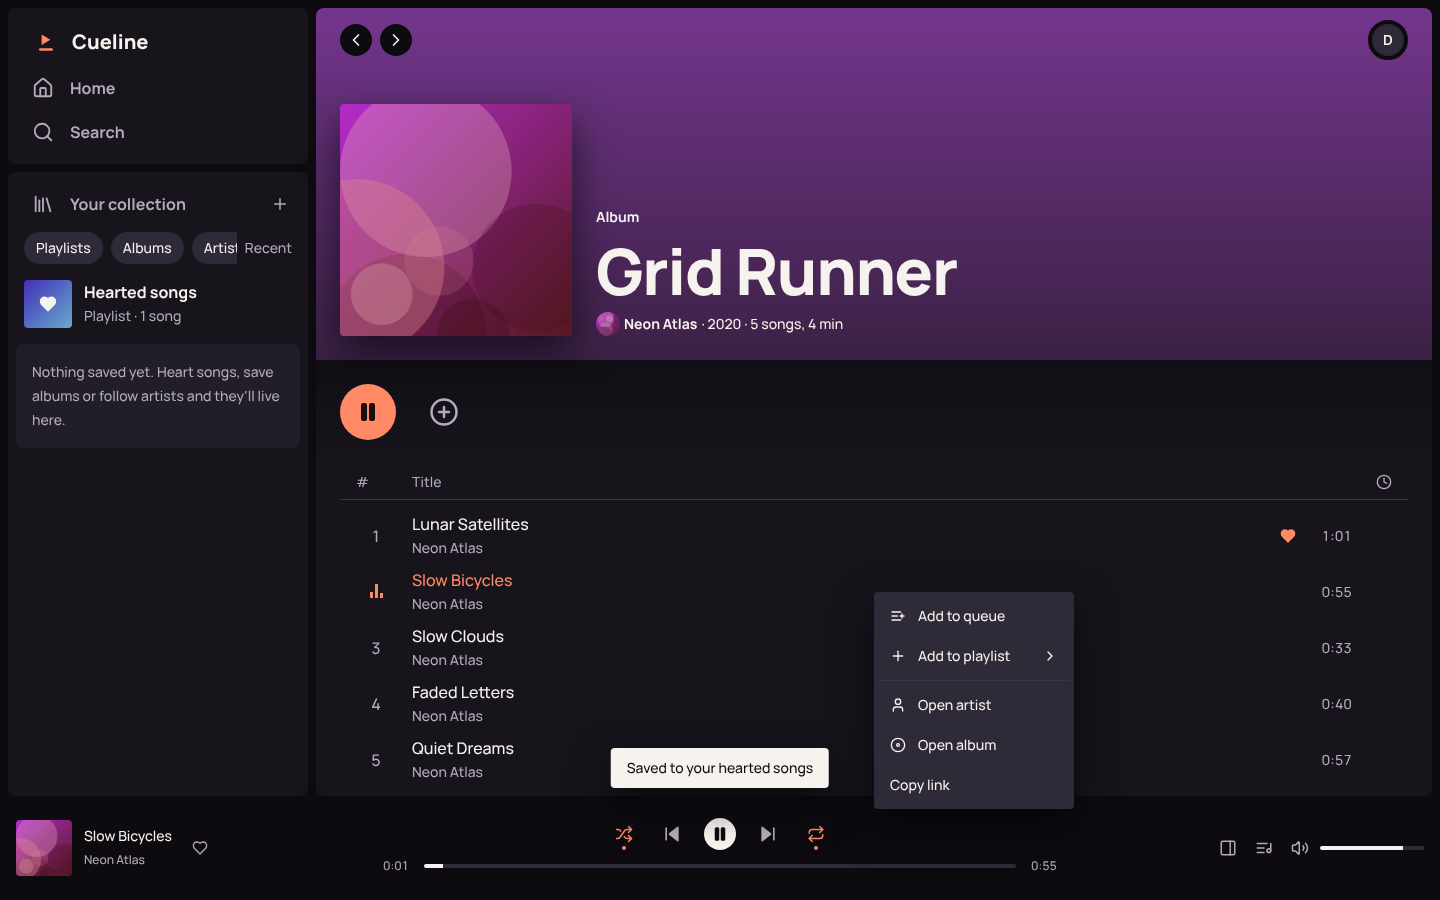 Cueline
Home
Search
Your collection
Playlists Albums Artist Recent
Hearted songs
Playlist · 1 song
Nothing saved yet. Heart songs, save
albums or follow artists and they'll live
here.
D
Album
Grid Runner
Neon Atlas · 2020 · 5 songs, 4 min
# Title
1 Lunar Satellites 1:01
Neon Atlas
Slow Bicycles 0:55
Neon Atlas
3 Slow Clouds 0:33
Neon Atlas
4 Faded Letters 0:40
Neon Atlas
5 Quiet Dreams 0:57
Neon Atlas
Add to queue
Add to playlist
Open artist
Open album
Copy link
Saved to your hearted songs
Slow Bicycles
Neon Atlas
0:01 0:55